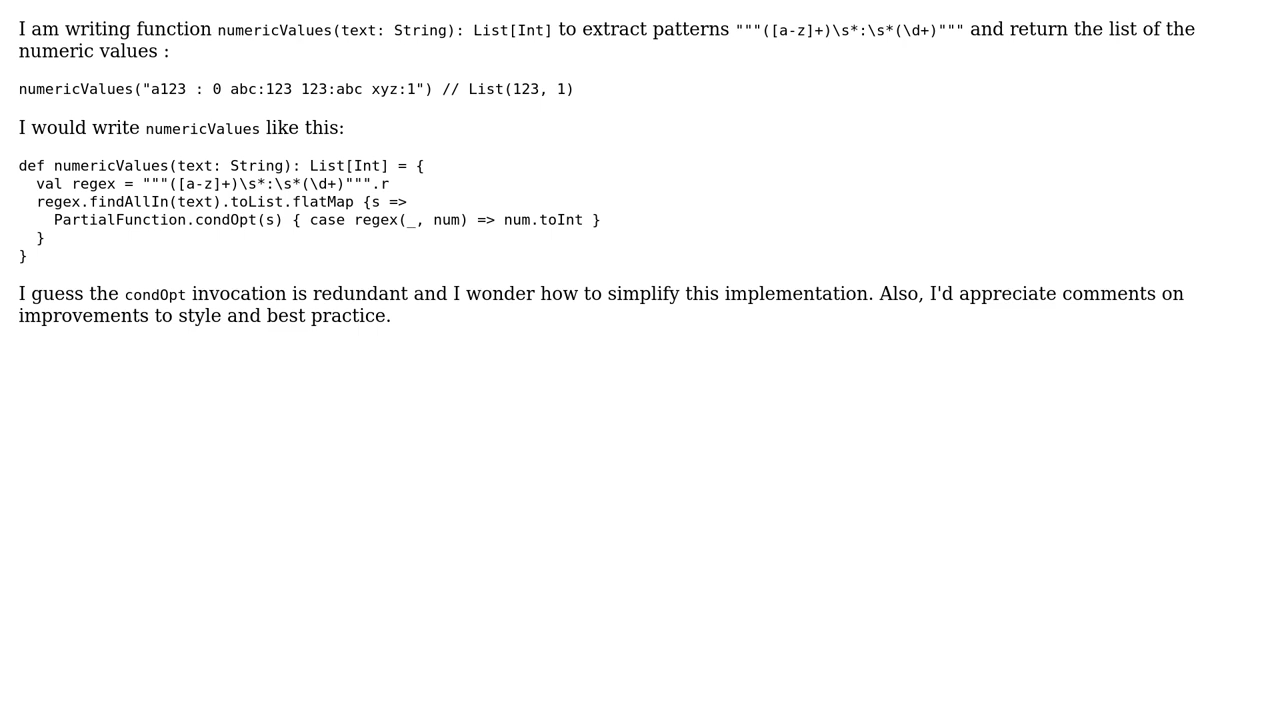 I am writing function numericValues(text: String): List[Int] to extract patterns """([a-z]+)\s*:\s*(\d+)""" and return the list of the
numeric values :
numericValues("a123 : 0 abc:123 123:abc xyz:1") // List(123, 1)
I would write numericValues like this:
def numericValues(text: String): List[Int] = {
  val regex = """([a-z]+)\s*:\s*(\d+)""".r
  regex.findAllIn(text).toList.flatMap {s =>
    PartialFunction.condOpt(s) { case regex(_, num) => num.toInt }
  }
}
I guess the condOpt invocation is redundant and I wonder how to simplify this implementation. Also, I'd appreciate comments on
improvements to style and best practice.